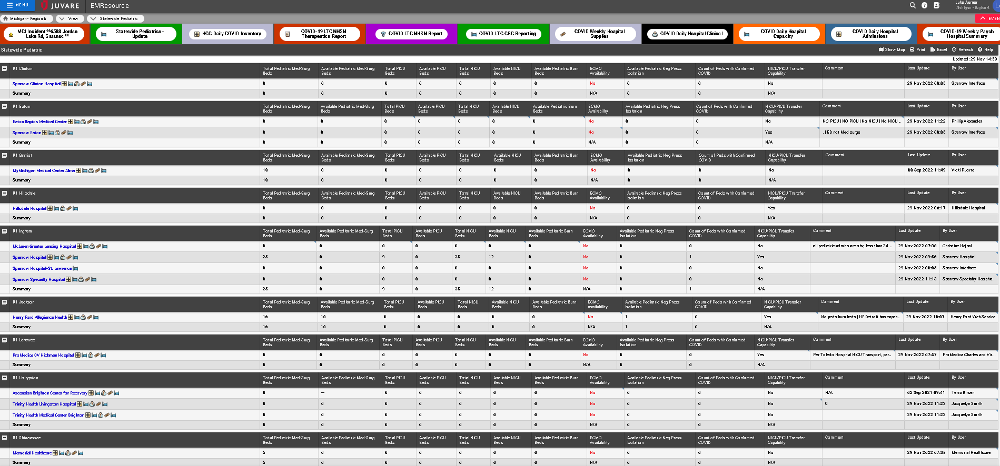 MENU JUVARE EMResource Luke Aurner
Michigan - Region 6
Michigan - Region 6 View Statewide Pediatric
EVEN
MCI Incident **6588 Jordan Lake Rd, Saranac ** Statewide Pediatrics - Update HCC Daily COVID Inventory COVID-19 LTC NHSN Therapeutics Report COVID LTC NHSN Report COVID LTC CRC Reporting COVID Weekly Hospital Supplies COVID Daily Hospital Clinical COVID Daily Hospital Capacity COVID Daily Hospital Admissions COVID-19 Weekly Psych Hospital Summary
Statewide Pediatric Show Map Print Excel Refresh Help
Updated: 29 Nov 14:59
R1 Clinton Total Pediatric Med-Surg Beds Available Pediatric Med-Surg Beds Total PICU Beds Available PICU Beds Total NICU Beds Available NICU Beds Available Pediatric Burn Beds ECMO Availability Available Pediatric Neg Press Isolation Count of Peds with Confirmed COVID NICU/PICU Transfer Capability Comment Last Update By User
Sparrow Clinton Hospital 0 0 0 0 0 0 0 No 0 0 No 29 Nov 2022 08:05 Sparrow Interface
Summary 0 0 0 0 0 0 0 N/A 0 0 N/A
R1 Eaton Total Pediatric Med-Surg Beds Available Pediatric Med-Surg Beds Total PICU Beds Available PICU Beds Total NICU Beds Available NICU Beds Available Pediatric Burn Beds ECMO Availability Available Pediatric Neg Press Isolation Count of Peds with Confirmed COVID NICU/PICU Transfer Capability Comment Last Update By User
Eaton Rapids Medical Center 0 0 0 0 0 0 0 No 0 0 No NO PICU | NO PICU | No NICU | No NICU ... 29 Nov 2022 11:22 Phillip Alexander
Sparrow Eaton 0 0 0 0 0 0 0 No 0 0 Yes . | ED not Med surge 29 Nov 2022 08:05 Sparrow Interface
Summary 0 0 0 0 0 0 0 N/A 0 0 N/A
R1 Gratiot Total Pediatric Med-Surg Beds Available Pediatric Med-Surg Beds Total PICU Beds Available PICU Beds Total NICU Beds Available NICU Beds Available Pediatric Burn Beds ECMO Availability Available Pediatric Neg Press Isolation Count of Peds with Confirmed COVID NICU/PICU Transfer Capability Comment Last Update By User
MyMichigan Medical Center Alma 18 0 0 0 0 0 0 No 0 0 No 08 Sep 2022 11:49 Vicki Puorro
Summary 18 0 0 0 0 0 0 N/A 0 0 N/A
R1 Hillsdale Total Pediatric Med-Surg Beds Available Pediatric Med-Surg Beds Total PICU Beds Available PICU Beds Total NICU Beds Available NICU Beds Available Pediatric Burn Beds ECMO Availability Available Pediatric Neg Press Isolation Count of Peds with Confirmed COVID NICU/PICU Transfer Capability Comment Last Update By User
Hillsdale Hospital 0 0 0 0 0 0 0 No 0 0 Yes 29 Nov 2022 06:17 Hillsdale Hospital
Summary 0 0 0 0 0 0 0 N/A 0 0 N/A
R1 Ingham Total Pediatric Med-Surg Beds Available Pediatric Med-Surg Beds Total PICU Beds Available PICU Beds Total NICU Beds Available NICU Beds Available Pediatric Burn Beds ECMO Availability Available Pediatric Neg Press Isolation Count of Peds with Confirmed COVID NICU/PICU Transfer Capability Comment Last Update By User
McLaren Greater Lansing Hospital 0 0 0 0 0 0 0 No 0 0 No all pediatric admits are obv, less than 24 ... 29 Nov 2022 07:38 Christine Hejnal
Sparrow Hospital 25 0 9 0 35 12 0 No 0 1 Yes 29 Nov 2022 09:56 Sparrow Hospital
Sparrow Hospital-St. Lawrence 0 0 0 0 0 0 0 No 0 0 No 29 Nov 2022 08:05 Sparrow Interface
Sparrow Specialty Hospital 0 0 0 0 0 0 0 No 0 0 No 29 Nov 2022 11:13 Sparrow Specialty Hospita...
Summary 25 0 9 0 35 12 0 N/A 0 1 N/A
R1 Jackson Total Pediatric Med-Surg Beds Available Pediatric Med-Surg Beds Total PICU Beds Available PICU Beds Total NICU Beds Available NICU Beds Available Pediatric Burn Beds ECMO Availability Available Pediatric Neg Press Isolation Count of Peds with Confirmed COVID NICU/PICU Transfer Capability Comment Last Update By User
Henry Ford Allegiance Health 16 10 0 0 0 0 0 No 1 0 Yes No peds burn beds | HF Detroit has capab... 29 Nov 2022 10:07 Henry Ford Web Service
Summary 16 10 0 0 0 0 0 N/A 1 0 N/A
R1 Lenawee Total Pediatric Med-Surg Beds Available Pediatric Med-Surg Beds Total PICU Beds Available PICU Beds Total NICU Beds Available NICU Beds Available Pediatric Burn Beds ECMO Availability Available Pediatric Neg Press Isolation Count of Peds with Confirmed COVID NICU/PICU Transfer Capability Comment Last Update By User
ProMedica CV Hickman Hospital 0 0 0 0 0 0 0 No 0 0 Yes Per Toledo Hospital NICU Transport, par... 29 Nov 2022 07:57 ProMedica Charles and Vir...
Summary 0 0 0 0 0 0 0 N/A 0 0 N/A
R1 Livingston Total Pediatric Med-Surg Beds Available Pediatric Med-Surg Beds Total PICU Beds Available PICU Beds Total NICU Beds Available NICU Beds Available Pediatric Burn Beds ECMO Availability Available Pediatric Neg Press Isolation Count of Peds with Confirmed COVID NICU/PICU Transfer Capability Comment Last Update By User
Ascension Brighton Center for Recovery 0 -- 0 0 0 0 0 No 0 0 No N/A 02 Sep 2021 09:41 Terra Birsen
Trinity Health Livingston Hospital 0 0 0 0 0 0 0 No 0 0 No 0 29 Nov 2022 11:23 Jacquelyn Smith
Trinity Health Medical Center Brighton 0 0 0 0 0 0 0 No 0 0 No 29 Nov 2022 11:23 Jacquelyn Smith
Summary 0 0 0 0 0 0 0 N/A 0 0 N/A
R1 Shiawassee Total Pediatric Med-Surg Beds Available Pediatric Med-Surg Beds Total PICU Beds Available PICU Beds Total NICU Beds Available NICU Beds Available Pediatric Burn Beds ECMO Availability Available Pediatric Neg Press Isolation Count of Peds with Confirmed COVID NICU/PICU Transfer Capability Comment Last Update By User
Memorial Healthcare 5 0 0 0 0 0 0 No 0 0 No 29 Nov 2022 07:38 Memorial Healthcare
Summary 5 0 0 0 0 0 0 N/A 0 0 N/A